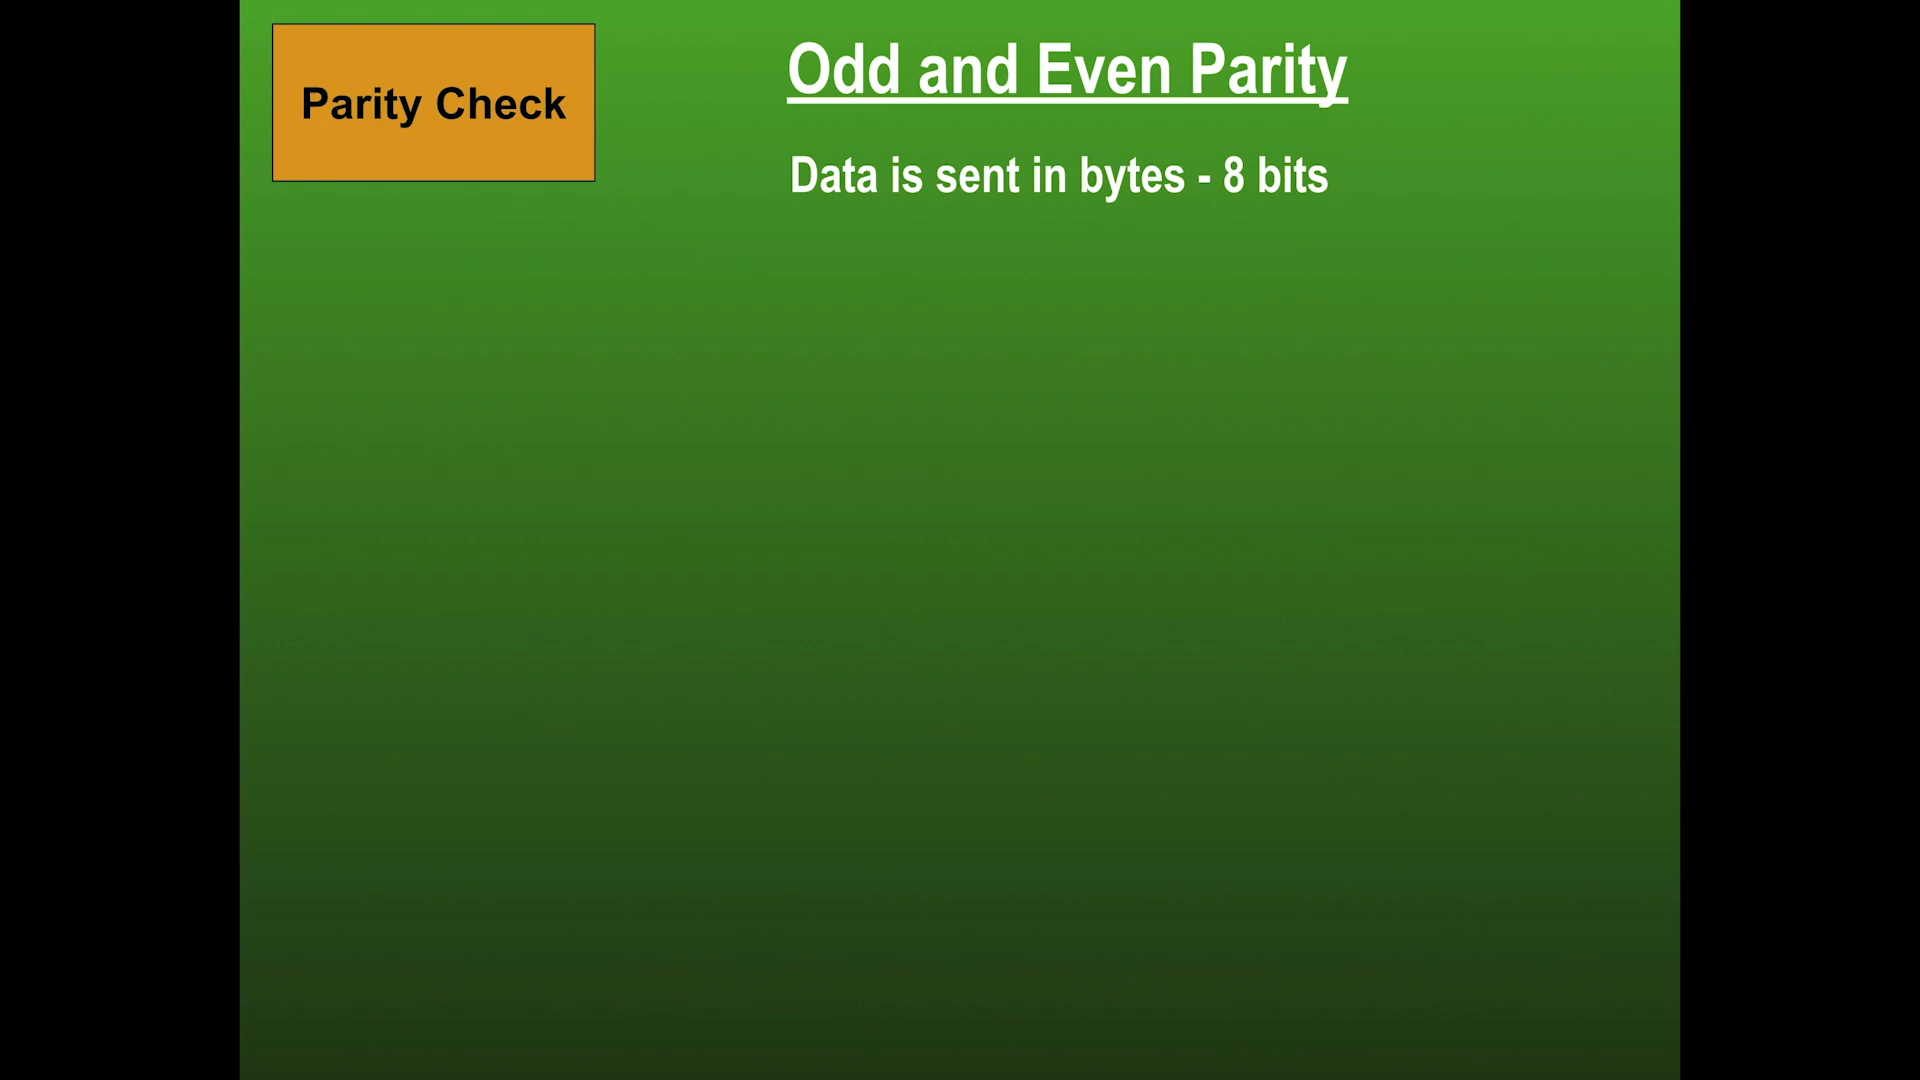 Parity Check
Odd and Even Parity
Data is sent in bytes - 8 bits